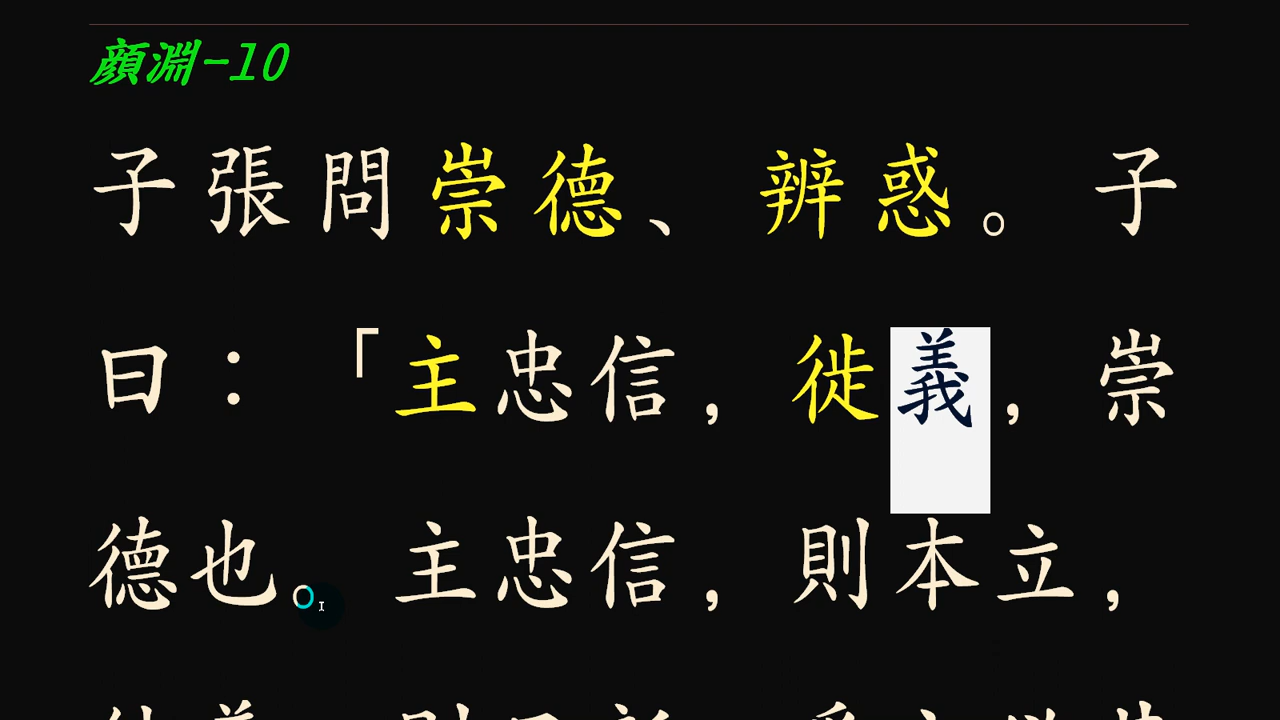 顏淵-10
子張問崇德、辨惑。子
曰：「主忠信，徙義，崇
德也。主忠信，則本立，